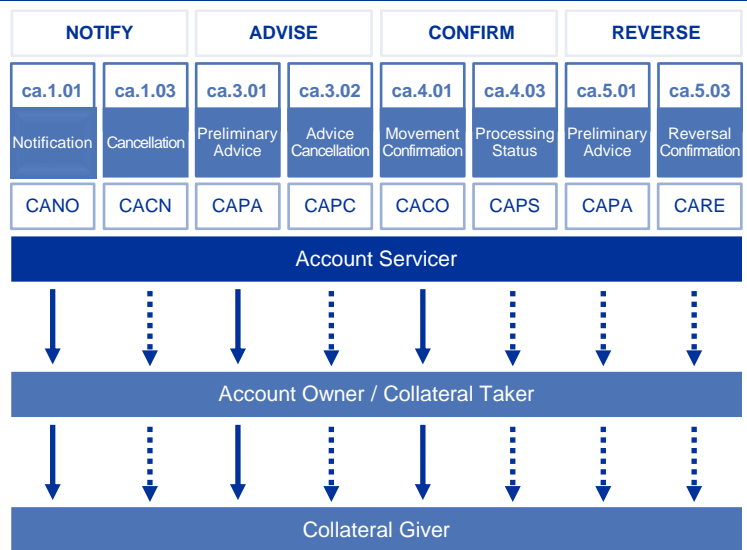 NOTIFY ADVISE CONFIRM REVERSE
ca.1.01 ca.1.03 ca.3.01 ca.3.02 ca.4.01 ca.4.03 ca.5.01 ca.5.03
Notification Cancellation Preliminary Advice Advice Cancellation Movement Confirmation Processing Status Preliminary Advice Reversal Confirmation
CANO CACN CAPA CAPC CACO CAPS CAPA CARE
Account Servicer
Account Owner / Collateral Taker
Collateral Giver